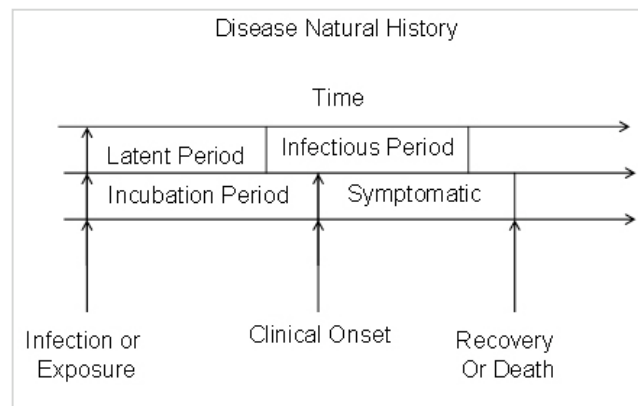 Disease Natural History
Time
Latent Period
Infectious Period
Incubation Period
Symptomatic
Infection or
Exposure
Clinical Onset
Recovery
Or Death